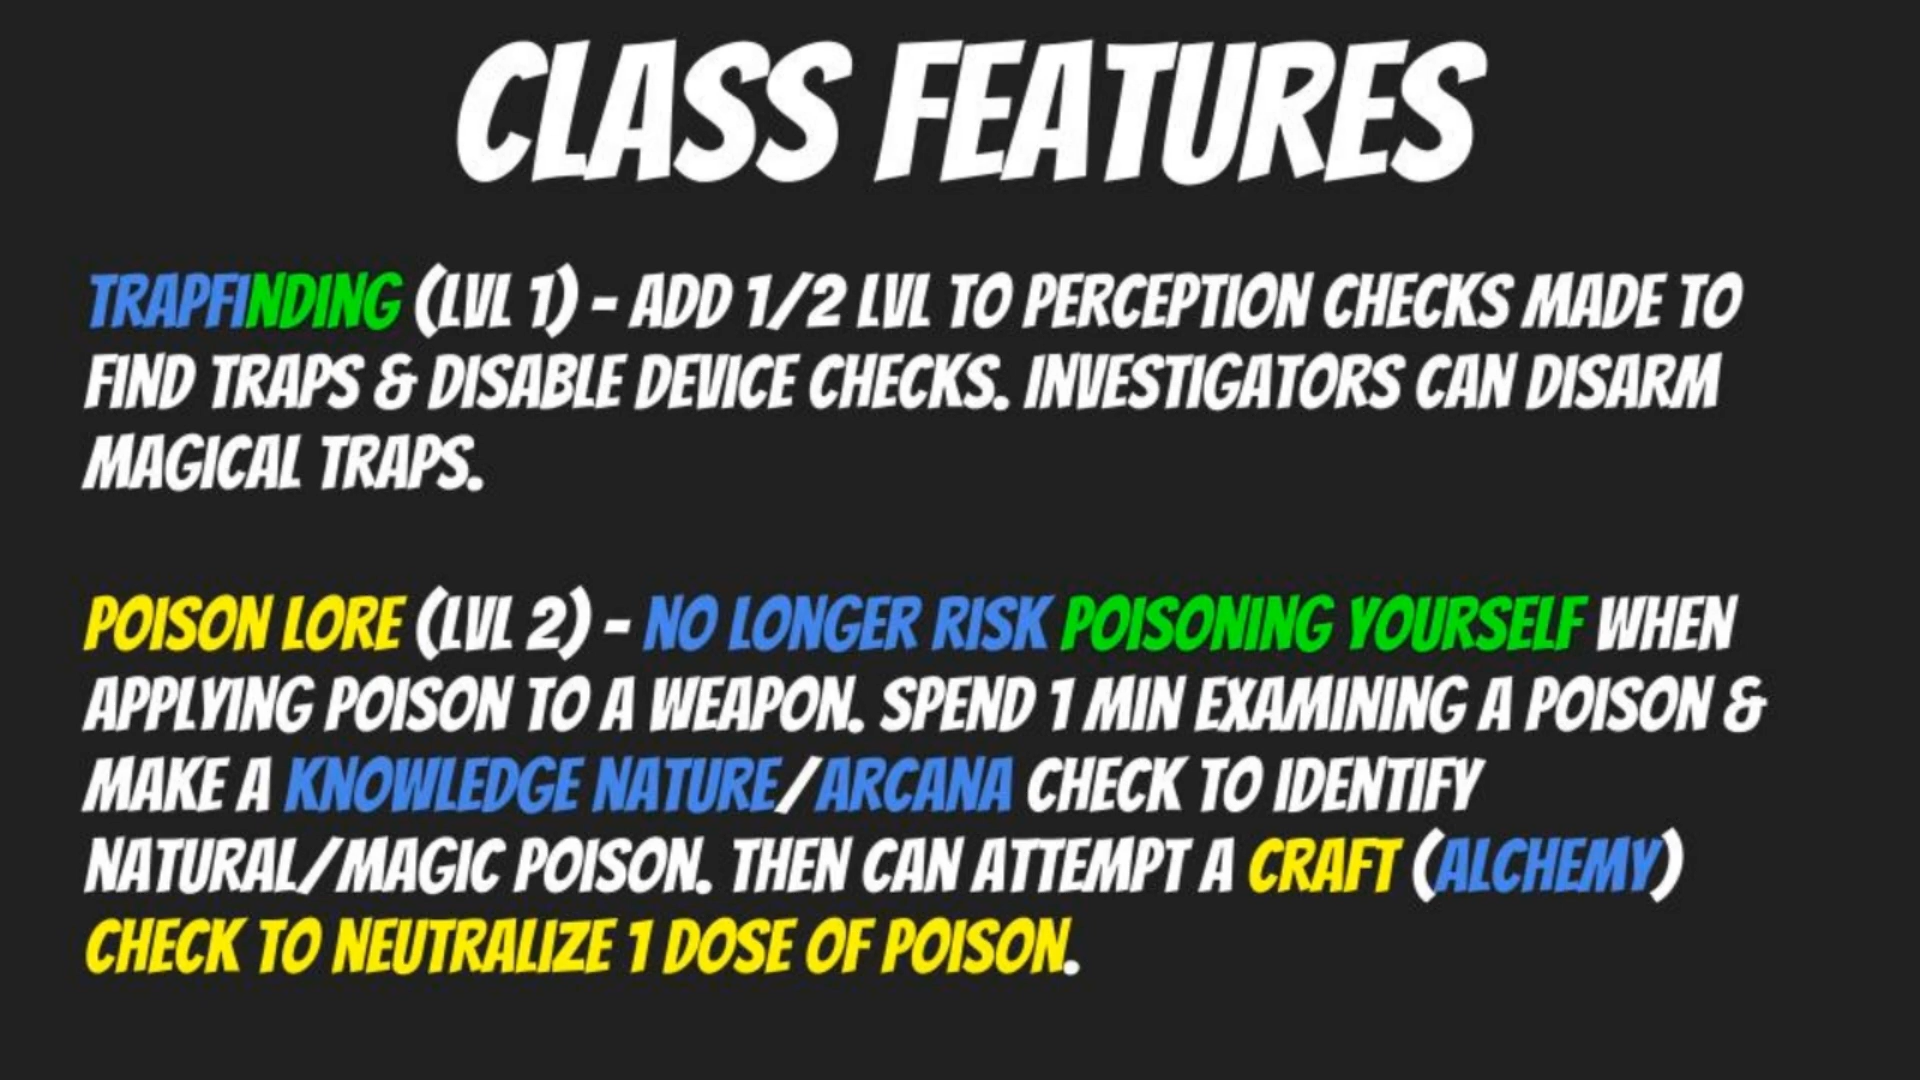 CLASS FEATURES
TRAPFINDING (LVL 1) - ADD 1/2 LVL TO PERCEPTION CHECKS MADE TO
FIND TRAPS & DISABLE DEVICE CHECKS. INVESTIGATORS CAN DISARM
MAGICAL TRAPS.
POISON LORE (LVL 2) - NO LONGER RISK POISONING YOURSELF WHEN
APPLYING POISON TO A WEAPON. SPEND 1 MIN EXAMINING A POISON &
MAKE A KNOWLEDGE NATURE/ARCANA CHECK TO IDENTIFY
NATURAL/MAGIC POISON. THEN CAN ATTEMPT A CRAFT (ALCHEMY)
CHECK TO NEUTRALIZE 1 DOSE OF POISON.